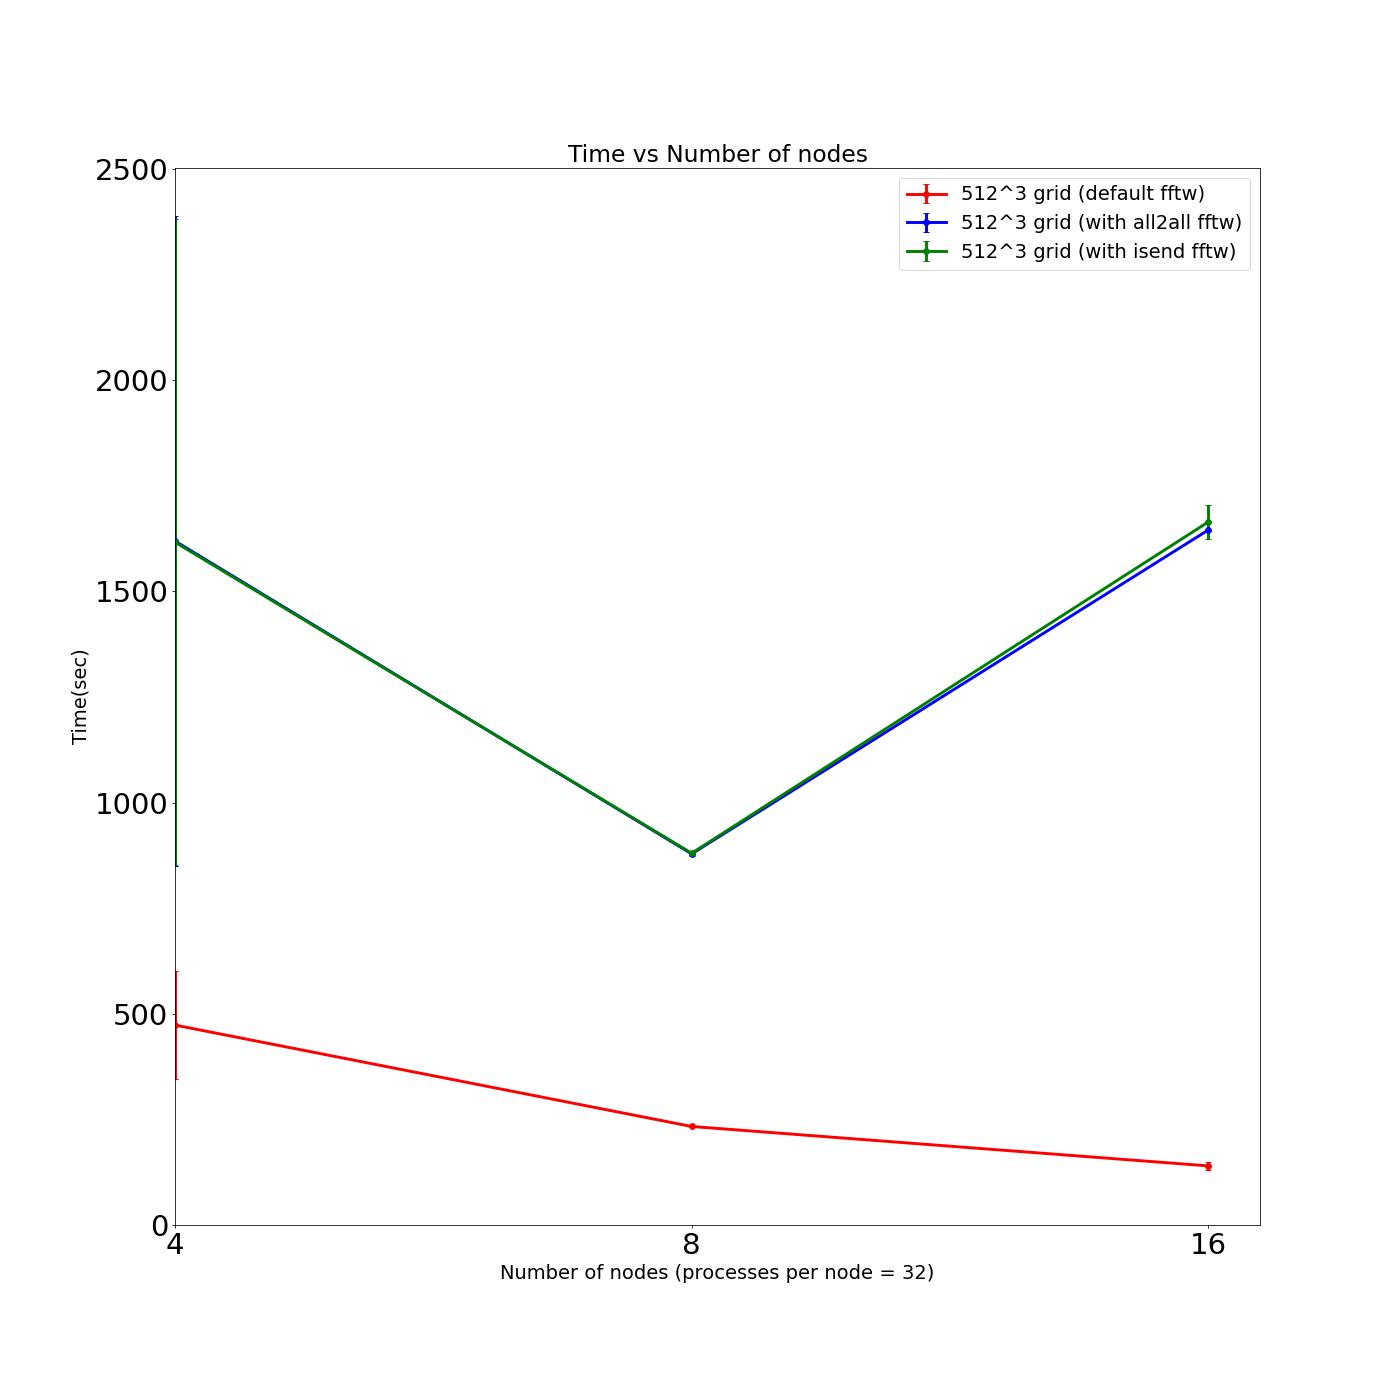 Time vs Number of nodes
2500
2000
1500
1000
500
0
Time(sec)
512^3 grid (default fftw)
512^3 grid (with all2all fftw)
512^3 grid (with isend fftw)
4 8 16
Number of nodes (processes per node = 32)